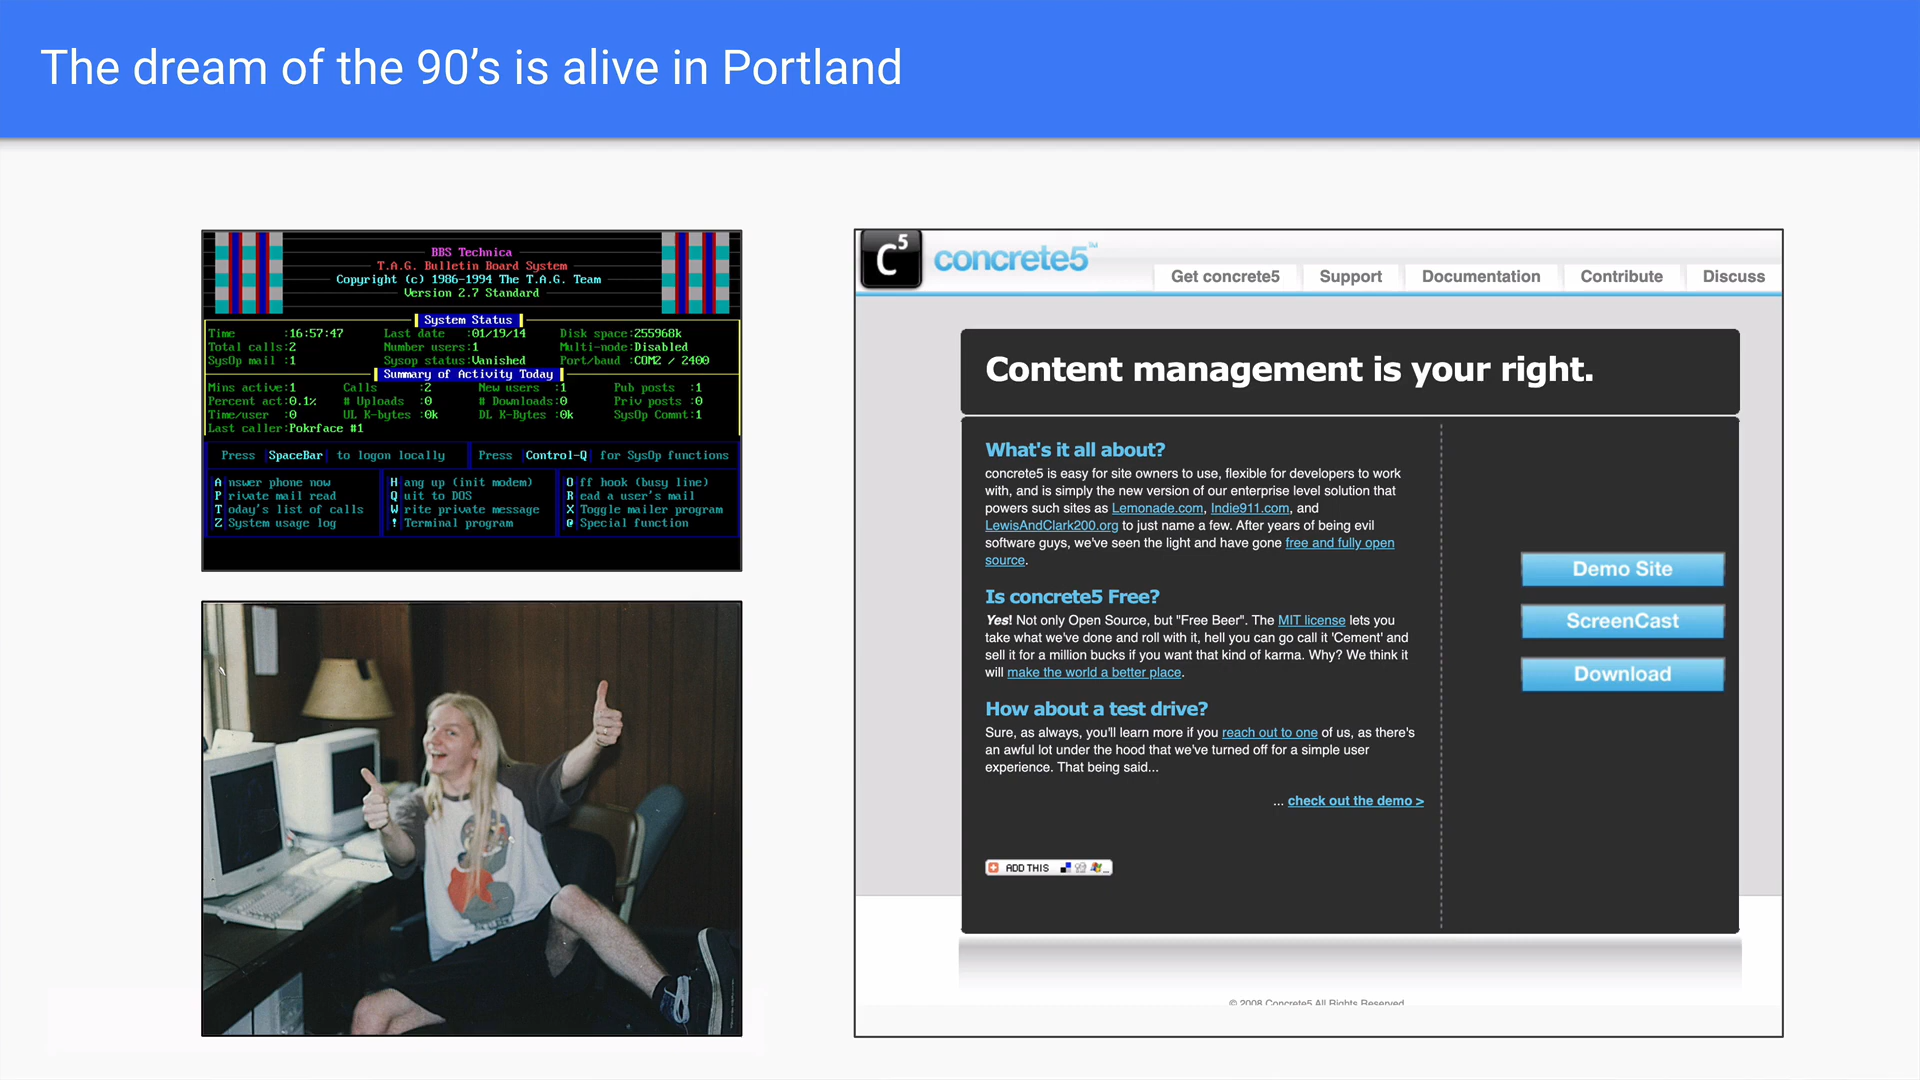 The dream of the 90’s is alive in Portland
BBS Technica
T.A.G. Bulletin Board System
Copyright (c) 1986-1994 The T.A.G. Team
Version 2.7 Standard
System Status
Time :16:57:47 Last date :01/19/14 Disk space:255968k
Total calls:2 Number users:1 Multi-node:Disabled
SysOp mail :1 Sysop status:Vanished Port/baud :COM2 / 2400
Summary of Activity Today
Mins active:1 Calls :2 New users :1 Pub posts :1
Percent act:0.1% # Uploads :0 # Downloads:0 Priv posts :0
Time/user :0 UL K-bytes :0k DL K-Bytes :0k SysOp Comnt:1
Last caller:Pokrface #1
Press SpaceBar to logon locally Press Control-Q for SysOp functions
A nswer phone now H ang up (init modem) O ff hook (busy line)
P rivate mail read Q uit to DOS R ead a user's mail
T oday's list of calls W rite private message X Toggle mailer program
Z System usage log ! Terminal program @ Special function
C5 concrete5™
Get concrete5 Support Documentation Contribute Discuss
Content management is your right.
What's it all about?
concrete5 is easy for site owners to use, flexible for developers to work
with, and is simply the new version of our enterprise level solution that
powers such sites as Lemonade.com, Indie911.com, and
LewisAndClark200.org to just name a few. After years of being evil
software guys, we've seen the light and have gone free and fully open
source.
Is concrete5 Free?
Yes! Not only Open Source, but "Free Beer". The MIT license lets you
take what we've done and roll with it, hell you can go call it 'Cement' and
sell it for a million bucks if you want that kind of karma. Why? We think it
will make the world a better place.
How about a test drive?
Sure, as always, you'll learn more if you reach out to one of us, as there's
an awful lot under the hood that we've turned off for a simple user
experience. That being said...
... check out the demo >
Demo Site
ScreenCast
Download
ADD THIS
© 2008 Concrete5 All Rights Reserved